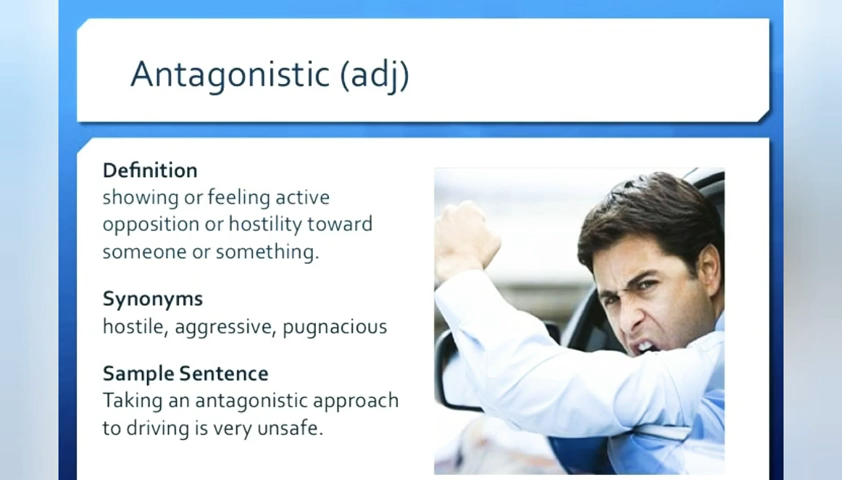 Antagonistic (adj)
Definition
showing or feeling active
opposition or hostility toward
someone or something.
Synonyms
hostile, aggressive, pugnacious
Sample Sentence
Taking an antagonistic approach
to driving is very unsafe.